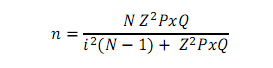 n = N Z²PxQ / i²(N − 1) + Z²PxQ